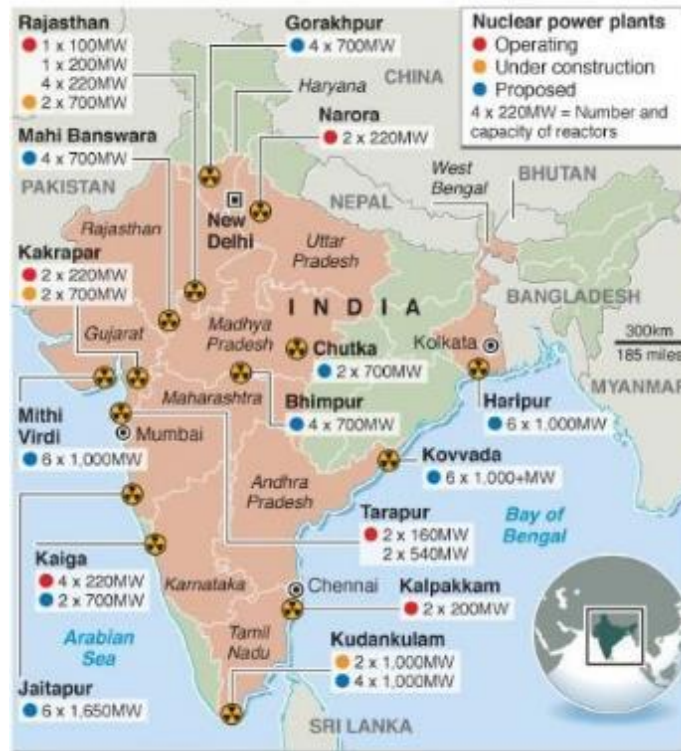 Rajasthan
1 x 100MW
1 x 200MW
4 x 220MW
2 x 700MW
Mahi Banswara
4 x 700MW
PAKISTAN
Rajasthan
Kakrapar
2 x 220MW
2 x 700MW
Gujarat
Mithi
Virdi
6 x 1,000MW
Kaiga
4 x 220MW
2 x 700MW
Arabian
Sea
Jaitapur
6 x 1,650MW
Gorakhpur
4 x 700MW
Haryana
CHINA
Narora
2 x 220MW
New
Delhi
NEPAL
Uttar
Pradesh
INDIA
Madhya
Pradesh
Chutka
2 x 700MW
Maharashtra
Bhimpur
4 x 700MW
Mumbai
Andhra
Pradesh
Tarapur
2 x 160MW
2 x 540MW
Karnataka
Chennai
Kalpakkam
2 x 200MW
Tamil
Nadu
Kudankulam
2 x 1,000MW
4 x 1,000MW
SRI LANKA
Nuclear power plants
Operating
Under construction
Proposed
4 x 220MW = Number and
capacity of reactors
West
Bengal
BHUTAN
BANGLADESH
Kolkata
300km
185 miles
MYANMAR
Haripur
6 x 1,000MW
Kovvada
6 x 1.000+MW
Bay of
Bengal